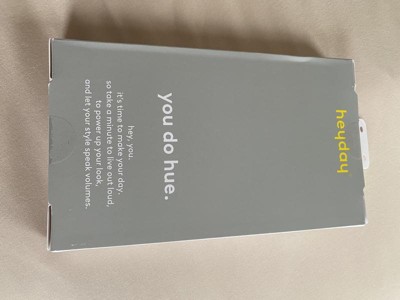 heyday
you do hue.
hey, you.
it's time to make your day.
so take a minute to live out loud,
to power up your look,
and let your style speak volumes.